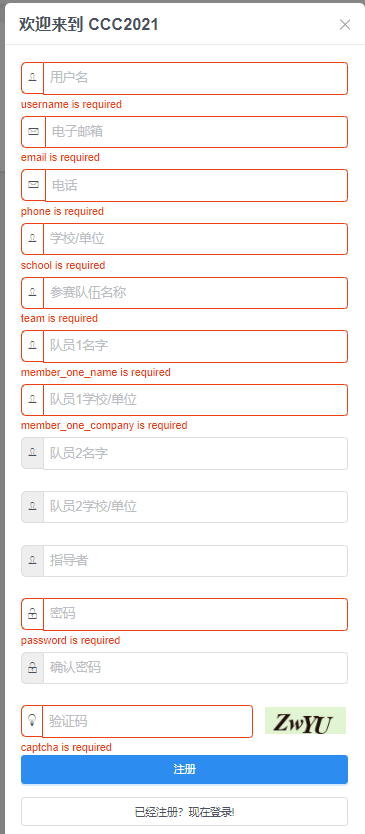 欢迎来到 CCC2021
用户名
username is required
电子邮箱
email is required
电话
phone is required
学校/单位
school is required
参赛队伍名称
team is required
队员1名字
member_one_name is required
队员1学校/单位
member_one_company is required
队员2名字
队员2学校/单位
指导者
密码
password is required
确认密码
验证码
ZwYU
captcha is required
注册
已经注册？现在登录!